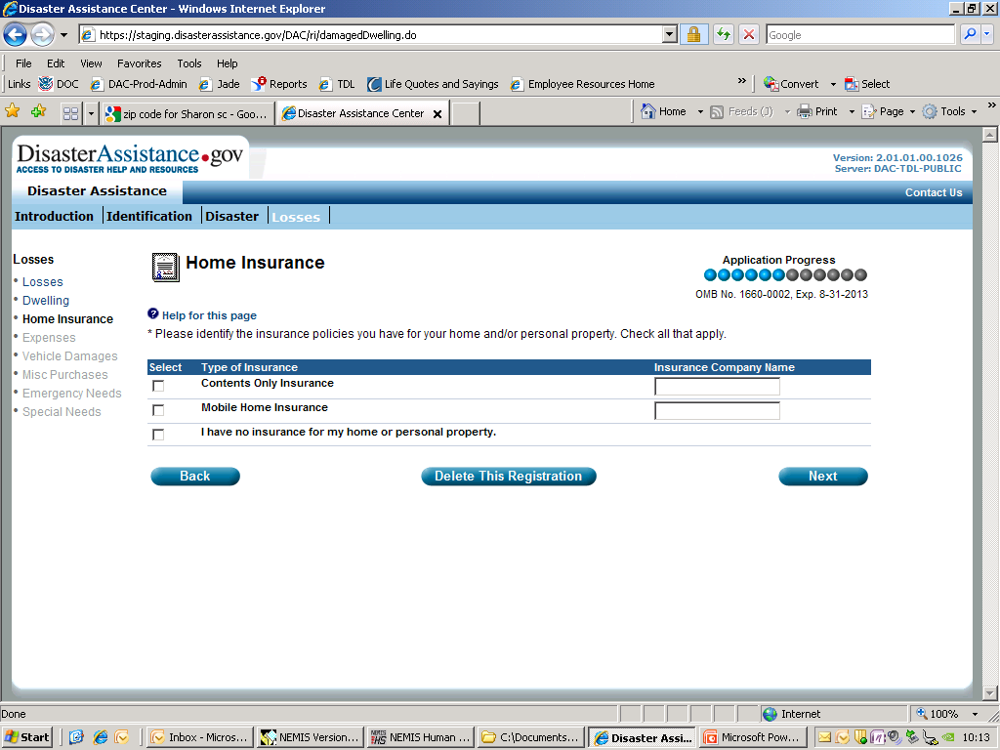 Disaster Assistance Center - Windows Internet Explorer
https://staging.disasterassistance.gov/DAC/ri/damagedDwelling.do
Google
File Edit View Favorites Tools Help
Links DOC DAC-Prod-Admin Jade Reports TDL Life Quotes and Sayings Employee Resources Home » Convert Select
zip code for Sharon sc - Goo... Disaster Assistance Center Home Feeds (J) Print Page Tools »
DisasterAssistance.gov
ACCESS TO DISASTER HELP AND RESOURCES
Version: 2.01.01.00.1026
Server: DAC-TDL-PUBLIC
Disaster Assistance
Contact Us
Introduction Identification Disaster Losses
Losses
• Losses
• Dwelling
• Home Insurance
• Expenses
• Vehicle Damages
• Misc Purchases
• Emergency Needs
• Special Needs
Home Insurance
Application Progress
OMB No. 1660-0002, Exp. 8-31-2013
Help for this page
* Please identify the insurance policies you have for your home and/or personal property. Check all that apply.
Select Type of Insurance Insurance Company Name
Contents Only Insurance
Mobile Home Insurance
I have no insurance for my home or personal property.
Back Delete This Registration Next
Done Internet 100%
Start Inbox - Micros... NEMIS Version... NEMIS Human ... C:\Documents... Disaster Assi... Microsoft Pow... 10:13